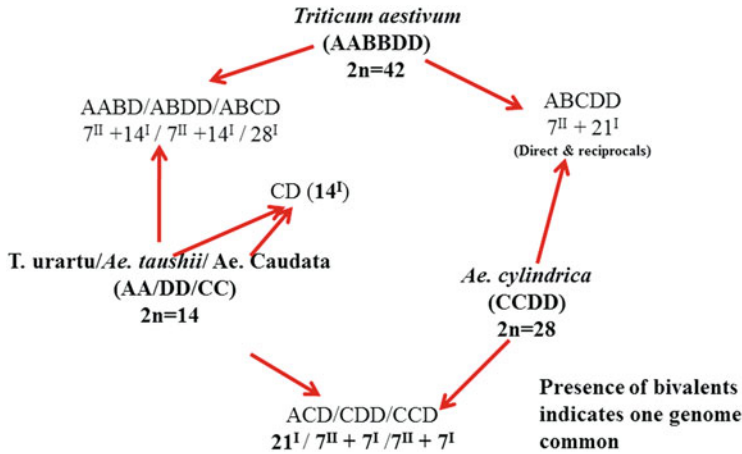 Triticum aestivum
(AABBDD)
2n=42
AABD/ABDD/ABCD
7ᴵᴵ +14ᴵ / 7ᴵᴵ +14ᴵ / 28ᴵ
ABCDD
7ᴵᴵ + 21ᴵ
(Direct & reciprocals)
CD (14ᴵ)
T. urartu/Ae. taushii/ Ae. Caudata
(AA/DD/CC)
2n=14
Ae. cylindrica
(CCDD)
2n=28
ACD/CDD/CCD
21ᴵ / 7ᴵᴵ + 7ᴵ /7ᴵᴵ + 7ᴵ
Presence of bivalents
indicates one genome
common